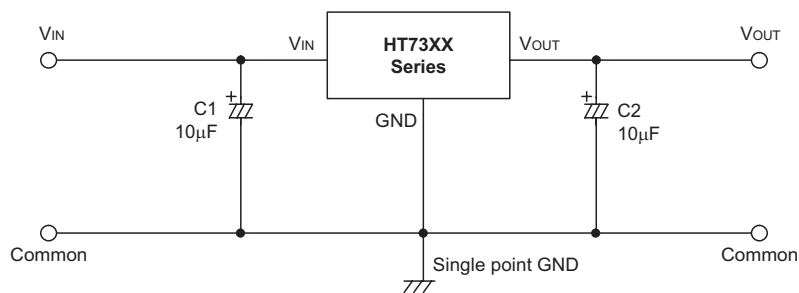 VIN
VIN
HT73XX
Series
VOUT
VOUT
+
C1
10μF
GND
+
C2
10μF
Common
Single point GND
Common